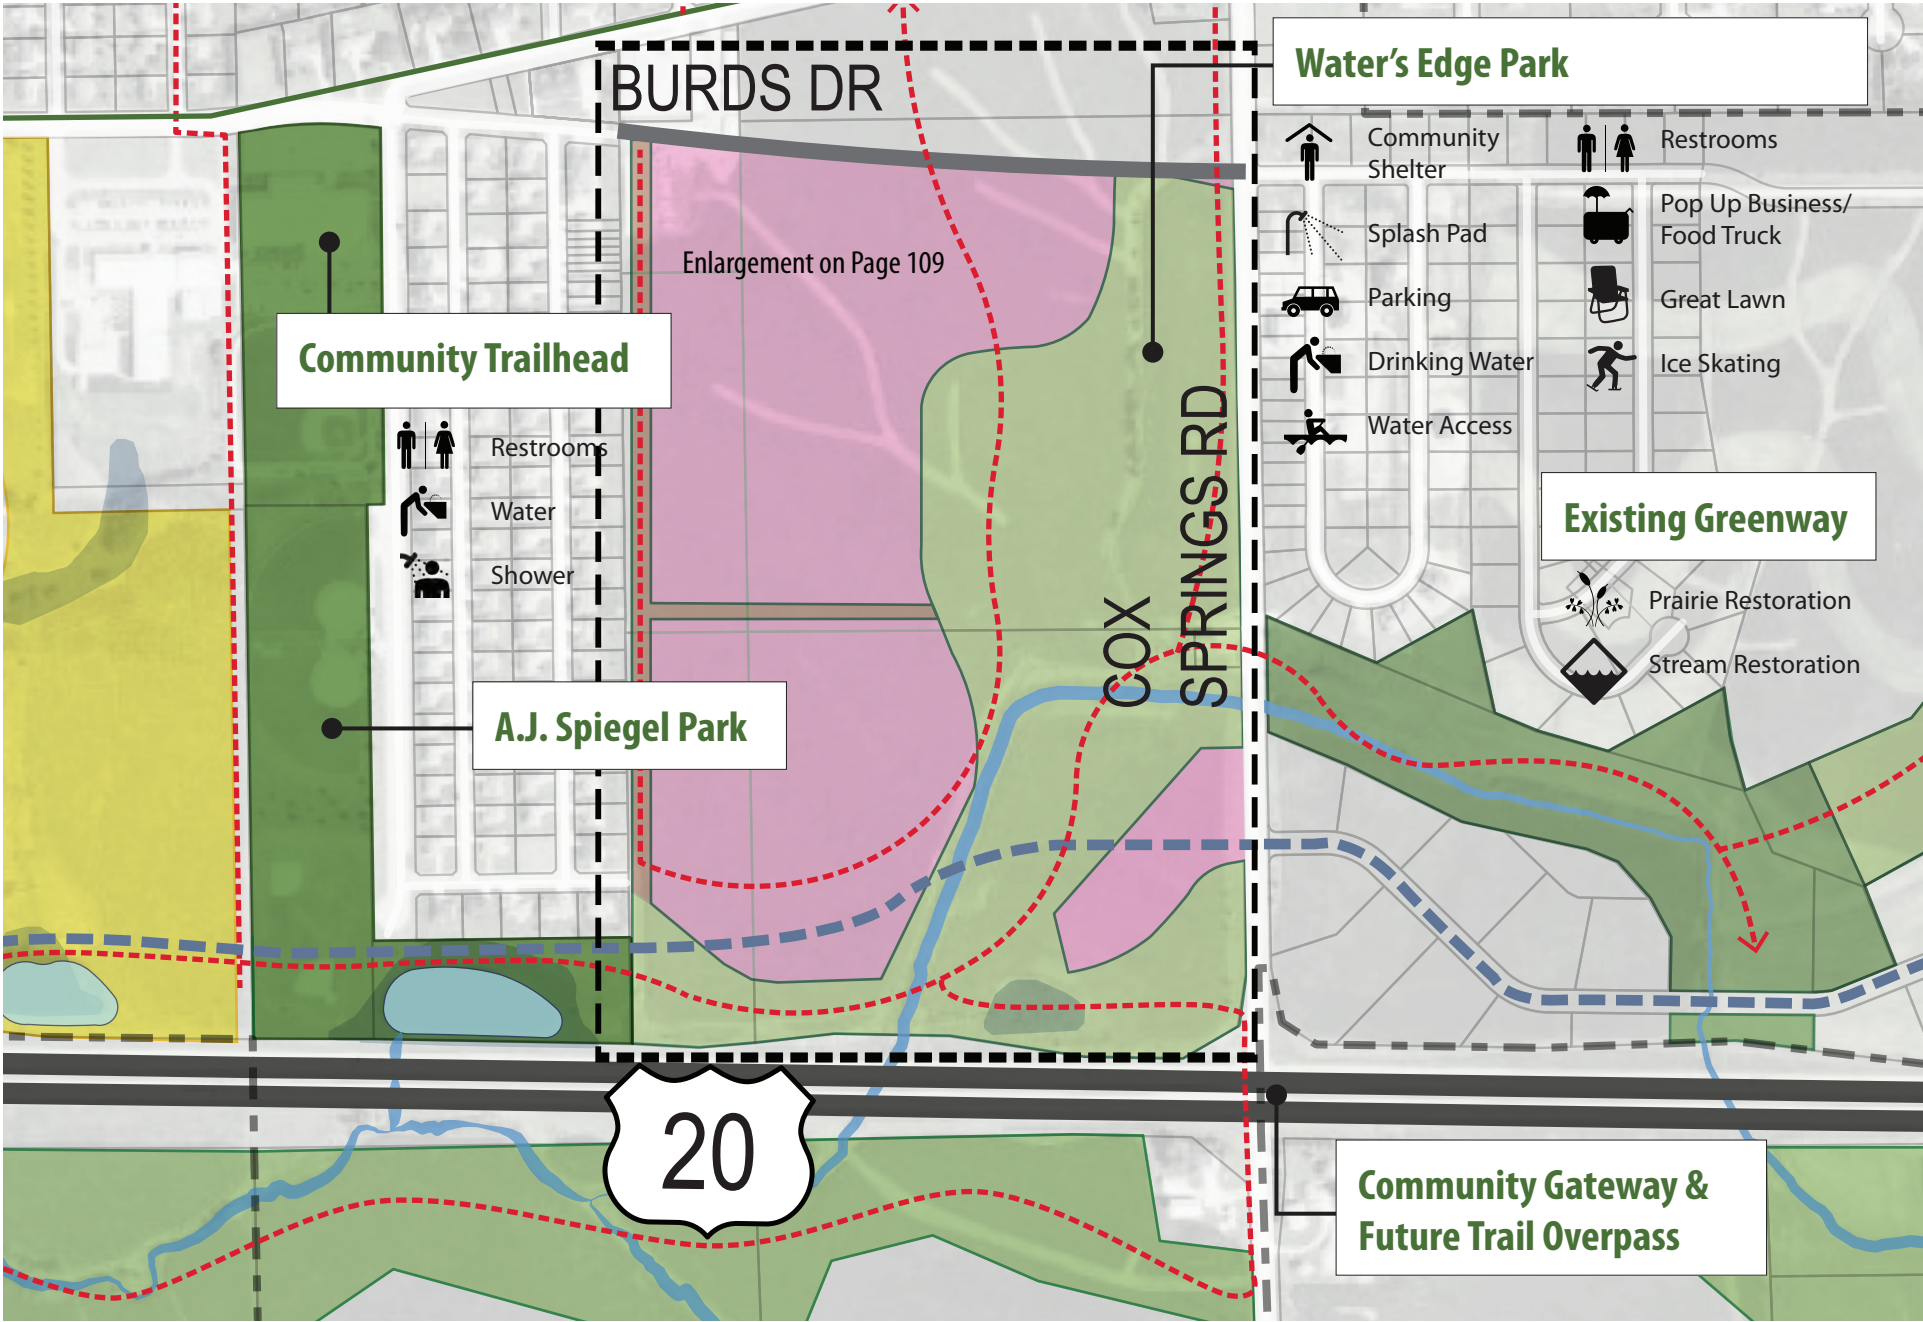 BURDS DR
Water's Edge Park
Community
Shelter
Splash Pad
Parking
Drinking Water
Water Access
Restrooms
Pop Up Business/
Food Truck
Great Lawn
Ice Skating
Enlargement on Page 109
Community Trailhead
Restrooms
Water
Shower
COX
SPRINGS RD
Existing Greenway
Prairie Restoration
Stream Restoration
A.J. Spiegel Park
20
Community Gateway &
Future Trail Overpass